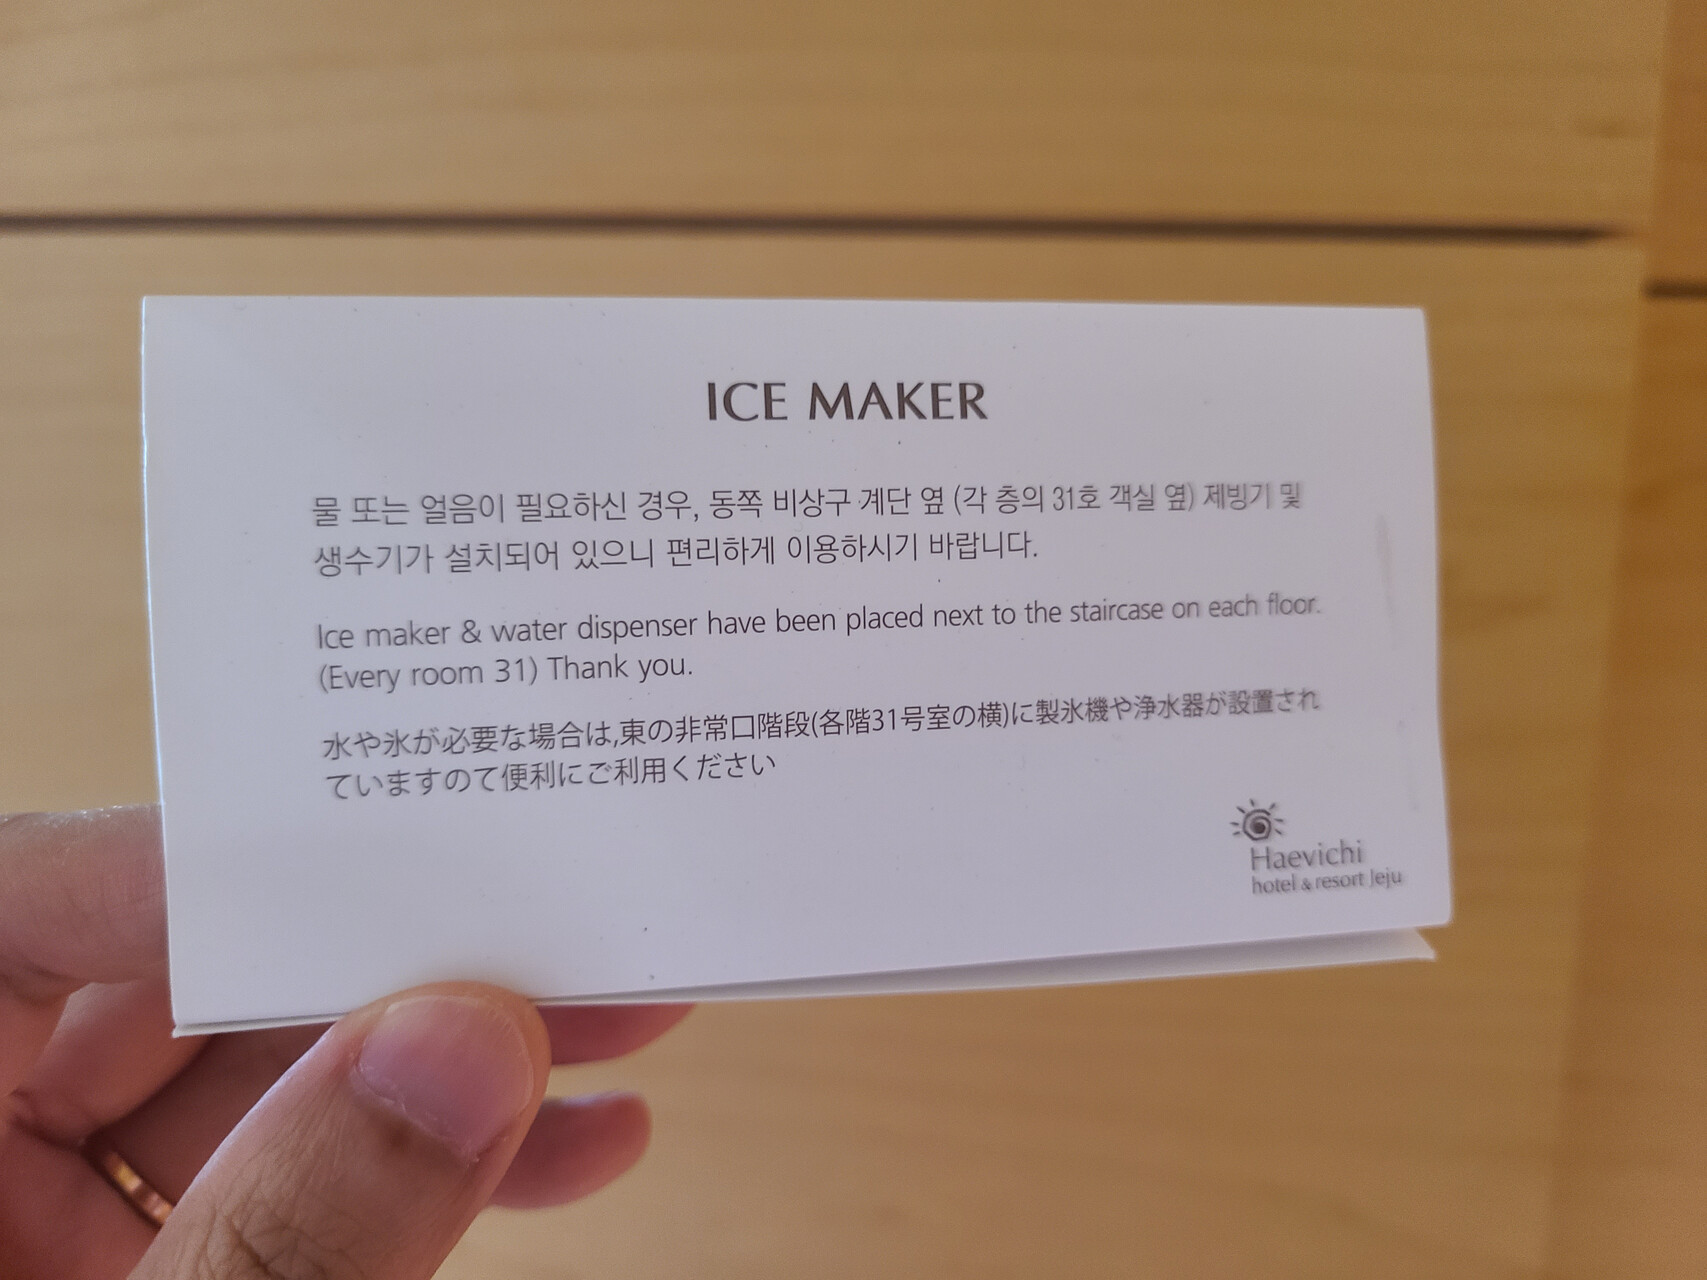 ICE MAKER
물 또는 얼음이 필요하신 경우, 동쪽 비상구 계단 옆 (각 층의 31호 객실 옆) 제빙기 및
생수기가 설치되어 있으니 편리하게 이용하시기 바랍니다.
Ice maker & water dispenser have been placed next to the staircase on each floor.
(Every room 31) Thank you.
水や氷が必要な場合は,東の非常口階段(各階31号室の横)に製氷機や浄水器が設置され
ていますのて便利にご利用ください
Haevichi
hotel & resort Jeju